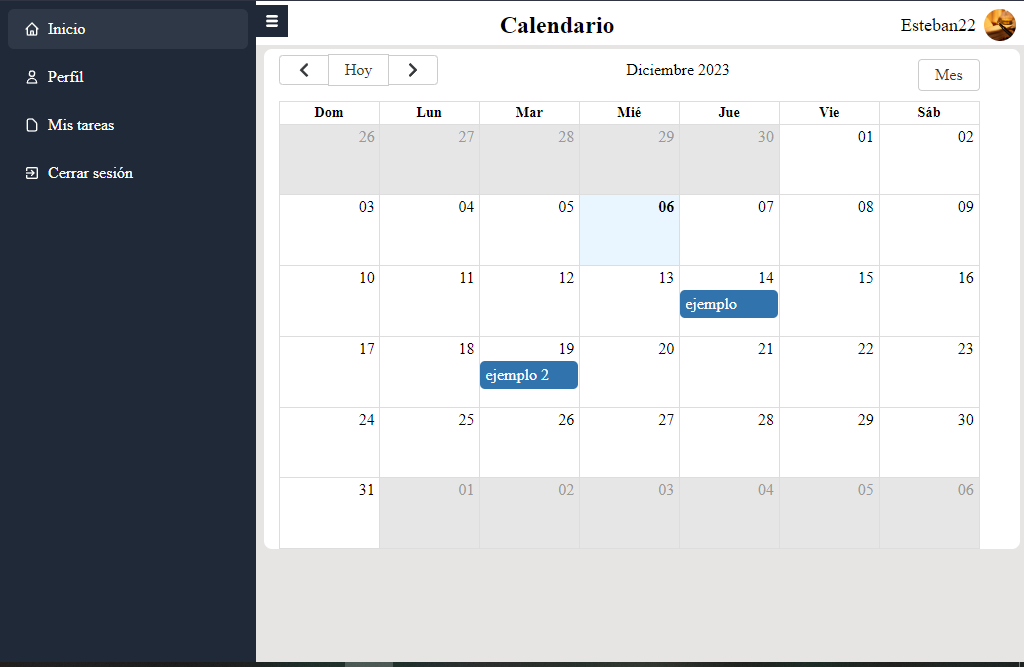 Inicio
Perfil
Mis tareas
Cerrar sesión
Calendario
Esteban22
Hoy
Diciembre 2023
Mes
Dom Lun Mar Mié Jue Vie Sáb
26 27 28 29 30 01 02
03 04 05 06 07 08 09
10 11 12 13 14 15 16
ejemplo
17 18 19 20 21 22 23
ejemplo 2
24 25 26 27 28 29 30
31 01 02 03 04 05 06